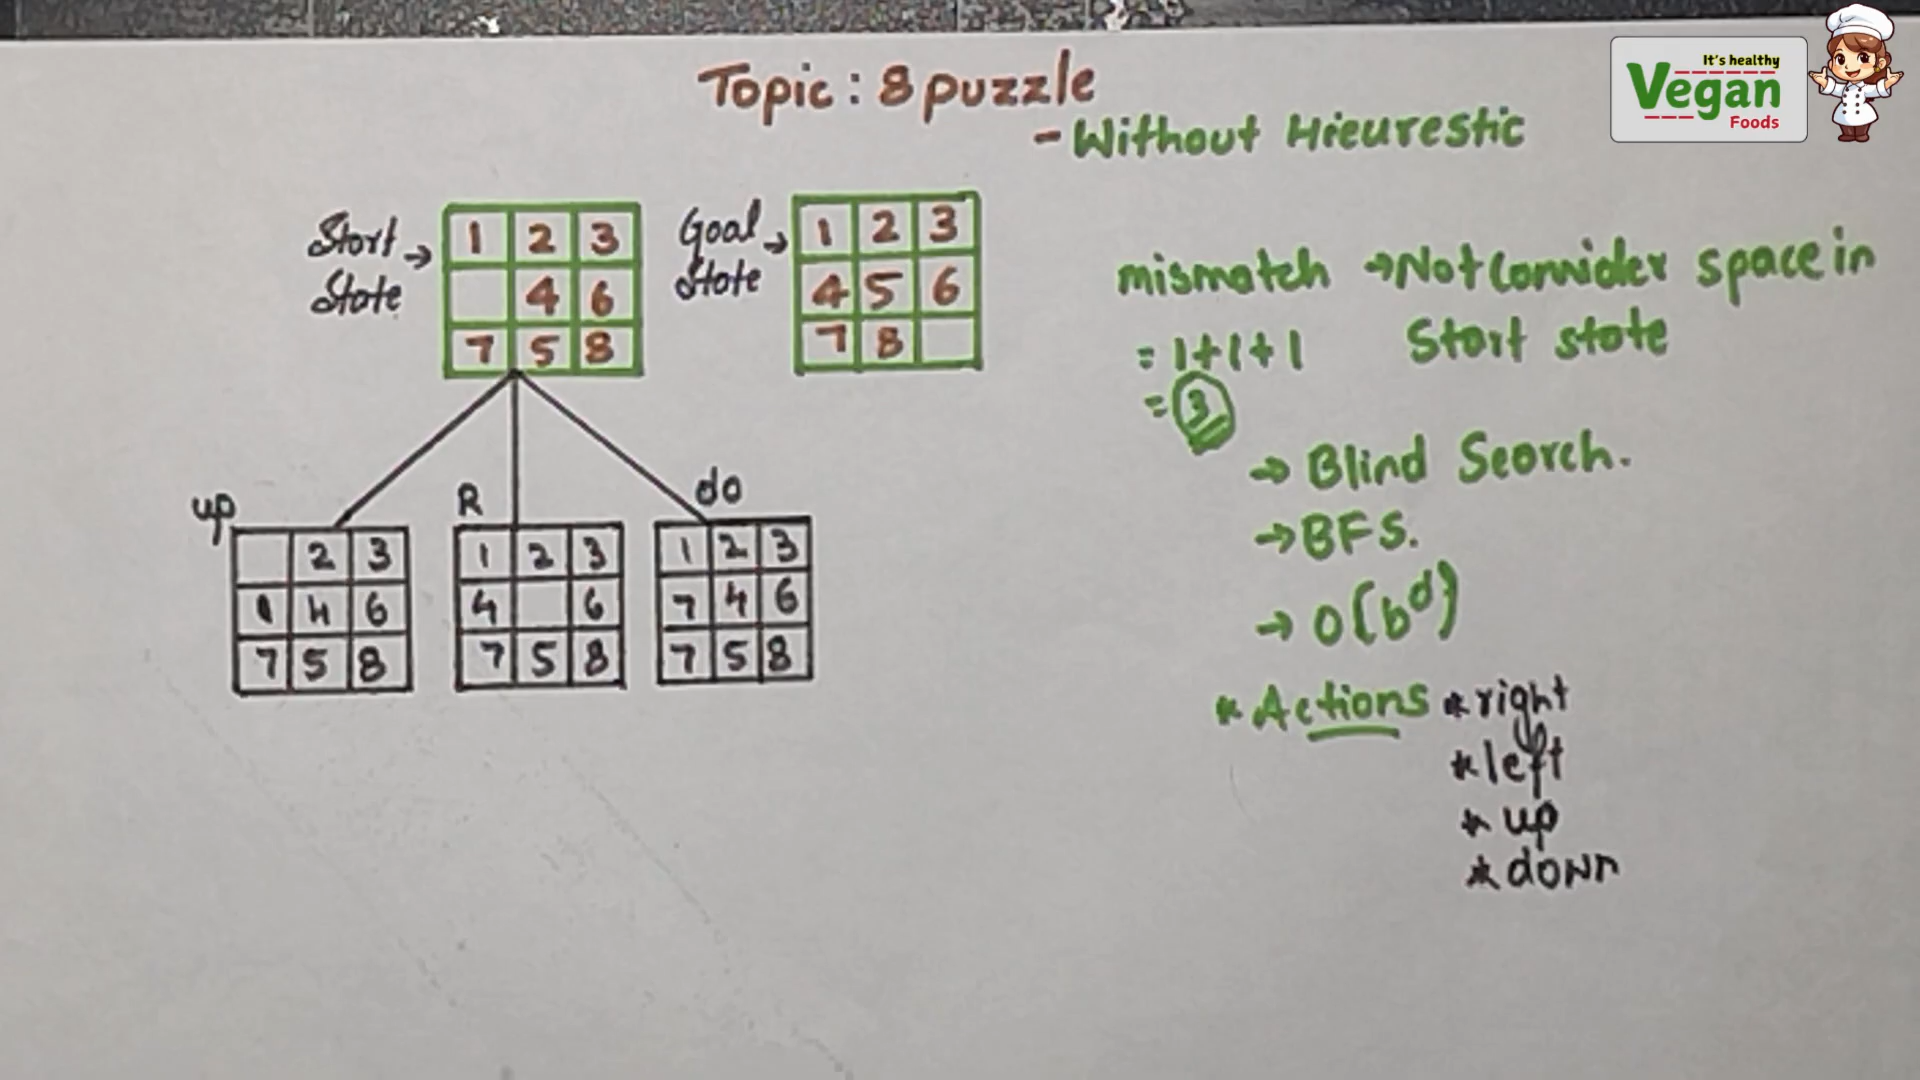 Topic : 8 puzzle
- Without Hieurestic
It's healthy
Vegan
Foods
Start → State
1 2 3
4 6
7 5 8
Goal → State
1 2 3
4 5 6
7 8
mismatch → Not Connider space in
= 1+1+1 Start state
= 3
→ Blind Search.
→ BFS.
→ O(b^d)
* Actions * right
* left
* up
* down
up
2 3
1 4 6
7 5 8
R
1 2 3
4 6
7 5 8
do
1 2 3
7 4 6
7 5 8